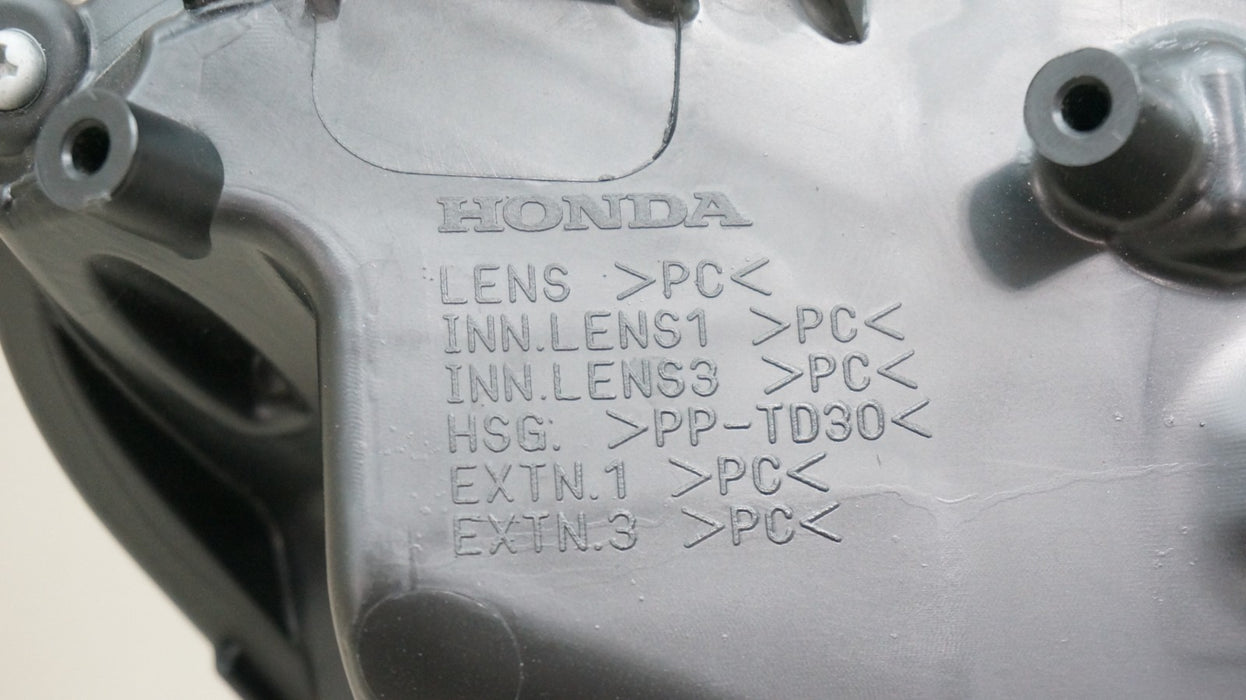 HONDA
LENS >PC<
INN.LENS1 >PC<
INN.LENS3 >PC<
HSG. >PP-TD30<
EXTN.1 >PC<
EXTN.3 >PC<